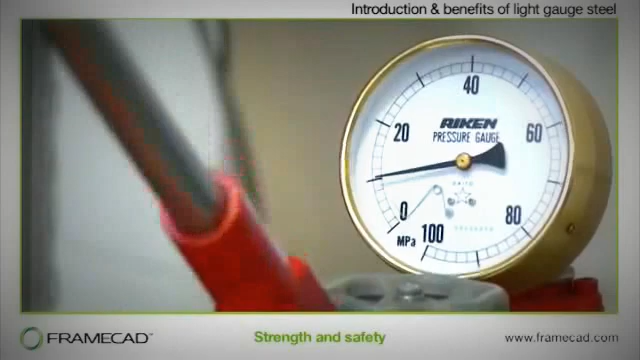 Introduction & benefits of light gauge steel
40
RIKEN
PRESSURE GAUGE
20
60
0
80
MPa
100
FRAMECAD™
Strength and safety
www.framecad.com